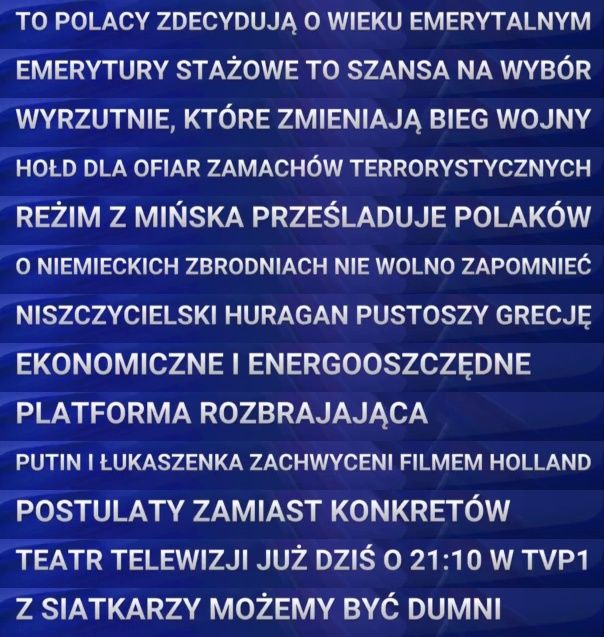 TO POLACY ZDECYDUJĄ O WIEKU EMERYTALNYM
EMERYTURY STAŻOWE TO SZANSA NA WYBÓR
WYRZUTNIE, KTÓRE ZMIENIAJĄ BIEG WOJNY
HOŁD DLA OFIAR ZAMACHÓW TERRORYSTYCZNYCH
REŻIM Z MIŃSKA PRZEŚLADUJE POLAKÓW
O NIEMIECKICH ZBRODNIACH NIE WOLNO ZAPOMNIEĆ
NISZCZYCIELSKI HURAGAN PUSTOSZY GRECJĘ
EKONOMICZNE I ENERGOOSZCZĘDNE
PLATFORMA ROZBRAJAJĄCA
PUTIN I ŁUKASZENKA ZACHWYCENI FILMEM HOLLAND
POSTULATY ZAMIAST KONKRETÓW
TEATR TELEWIZJI JUŻ DZIŚ O 21:10 W TVP1
Z SIATKARZY MOŻEMY BYĆ DUMNI